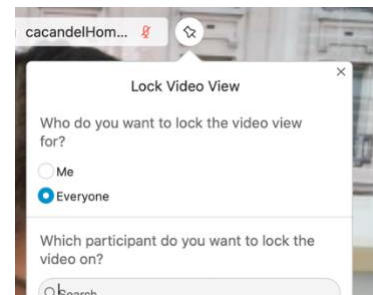 cacandelHom...
Lock Video View
Who do you want to lock the video view
for?
Me
Everyone
Which participant do you want to lock the
video on?
Search